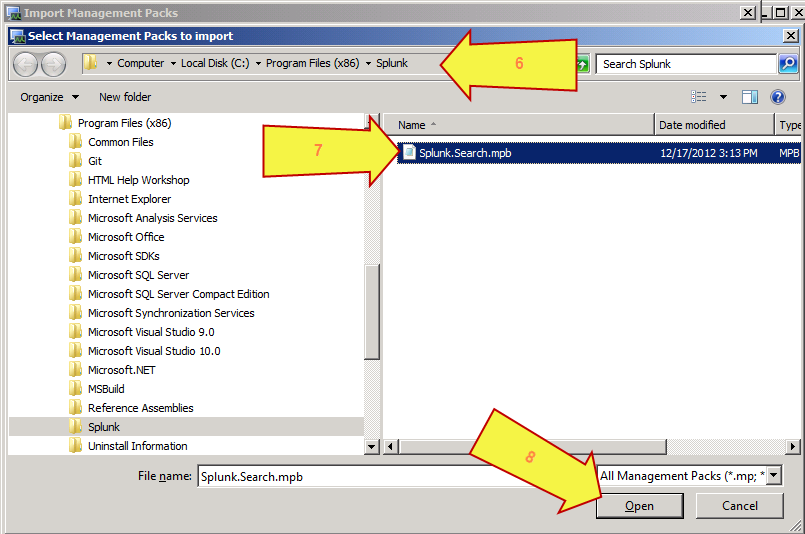 Import Management Packs
Select Management Packs to import
Computer Local Disk (C:) Program Files (x86) Splunk
6
Search Splunk
Organize New folder
Program Files (x86)
Common Files
Git
HTML Help Workshop
Internet Explorer
Microsoft Analysis Services
Microsoft Office
Microsoft SDKs
Microsoft SQL Server
Microsoft SQL Server Compact Edition
Microsoft Synchronization Services
Microsoft Visual Studio 9.0
Microsoft Visual Studio 10.0
Microsoft.NET
MSBuild
Reference Assemblies
Splunk
Uninstall Information
Name Date modified Type
7
Splunk.Search.mpb 12/17/2012 3:13 PM MPB
8
File name: Splunk.Search.mpb All Management Packs (*.mp; *
Open Cancel